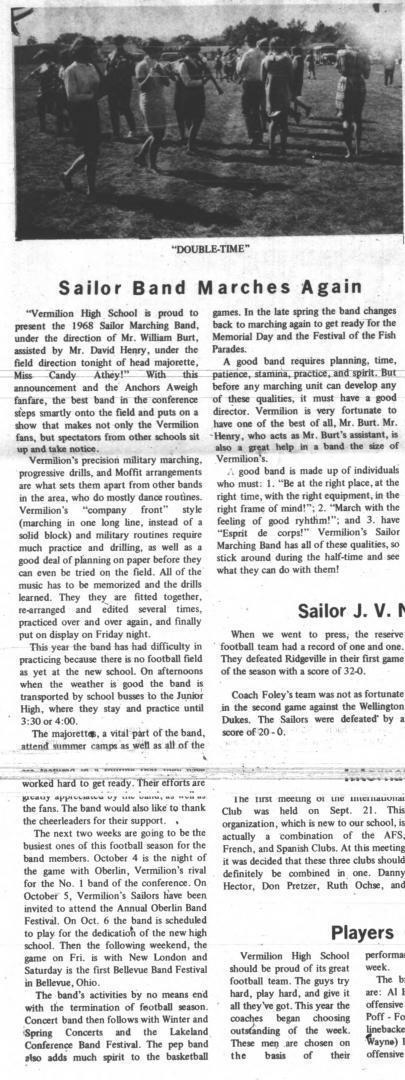 "DOUBLE-TIME"
Sailor Band Marches Again
"Vermilion High School is proud to
present the 1968 Sailor Marching Band,
under the direction of Mr. William Burt,
assisted by Mr. David Henry, under the
field direction tonight of head majorette,
Miss Candy Athey!" With this
announcement and the Anchors Aweigh
fanfare, the best band in the conference
steps smartly onto the field and puts on a
show that makes not only the Vermilion
fans, but spectators from other schools sit
up and take notice.
Vermilion's precision military marching,
progressive drills, and Moffit arrangements
are what sets them apart from other bands
in the area, who do mostly dance routines.
Vermilion's "company front" style
(marching in one long line, instead of a
solid block) and military routines require
much practice and drilling, as well as a
good deal of planning on paper before they
can even be tried on the field. All of the
music has to be memorized and the drills
learned. They they are fitted together,
re-arranged and edited several times,
practiced over and over again, and finally
put on display on Friday night.
This year the band has had difficulty in
practicing because there is no football field
as yet at the new school. On afternoons
when the weather is good the band is
transported by school busses to the Junior
High, where they stay and practice until
3:30 or 4:00.
The majorettes, a vital part of the band,
attend summer camps as well as all of the
worked hard to get ready. Their efforts are
greatly appreciated by the band, as well as
the fans. The band would also like to thank
the cheerleaders for their support.
The next two weeks are going to be the
busiest ones of this football season for the
band members. October 4 is the night of
the game with Oberlin, Vermilion's rival
for the No. 1 band of the conference. On
October 5, Vermilion's Sailors have been
invited to attend the Annual Oberlin Band
Festival. On Oct. 6 the band is scheduled
to play for the dedication of the new high
school. Then the following weekend, the
game on Fri. is with New London and
Saturday is the first Bellevue Band Festival
in Bellevue, Ohio.
The band's activities by no means end
with the termination of football season.
Concert band then follows with Winter and
Spring Concerts and the Lakeland
Conference Band Festival. The pep band
also adds much spirit to the basketball
games. In the late spring the band changes
back to marching again to get ready for the
Memorial Day and the Festival of the Fish
Parades.
A good band requires planning, time,
patience, stamina, practice, and spirit. But
before any marching unit can develop any
of these qualities, it must have a good
director. Vermilion is very fortunate to
have one of the best of all, Mr. Burt. Mr.
Henry, who acts as Mr. Burt's assistant, is
also a great help in a band the size of
Vermilion's.
A good band is made up of individuals
who must: 1. "Be at the right place, at the
right time, with the right equipment, in the
right frame of mind!"; 2. "March with the
feeling of good ryhthm!"; and 3. have
"Esprit de corps!" Vermilion's Sailor
Marching Band has all of these qualities, so
stick around during the half-time and see
what they can do with them!
Sailor J. V. N
When we went to press, the reserve
football team had a record of one and one.
They defeated Ridgeville in their first game
of the season with a score of 32-0.
Coach Foley's team was not as fortunate
in the second game against the Wellington
Dukes. The Sailors were defeated by a
score of 20 - 0.
The first meeting of the International
Club was held on Sept. 21. This
organization, which is new to our school, is
actually a combination of the AFS,
French, and Spanish Clubs. At this meeting
it was decided that these three clubs should
definitely be combined in one. Danny
Hector, Don Pretzer, Ruth Ochse, and
Players
Vermilion High School
should be proud of its great
football team. The guys try
hard, play hard, and give it
all they've got. This year the
coaches began choosing
outstanding of the week.
These men are chosen on
the basis of their
performa
week.
The b
are: Al
offensive
Poff - Fo
linebacke
Wayne)
offensive